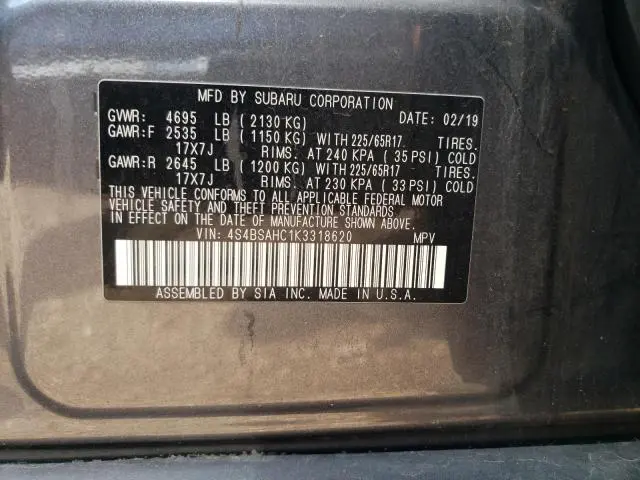 MFD BY SUBARU CORPORATION DATE: 02/19
GVWR: 4695 LB (2130 KG)
GAWR:F 2535 LB (1150 KG) WITH 225/65R17 TIRES.
17X7J RIMS. AT 240 KPA (35 PSI) COLD
GAWR:R 2645 LB (1200 KG) WITH 225/65R17 TIRES.
17X7J RIMS. AT 230 KPA (33 PSI) COLD
THIS VEHICLE CONFORMS TO ALL APPLICABLE FEDERAL MOTOR
VEHICLE SAFETY AND THEFT PREVENTION STANDARDS
IN EFFECT ON THE DATE OF MANUFACTURE SHOWN ABOVE.
VIN: 4S4BSAHC1K3318620 MPV
ASSEMBLED BY SIA INC. MADE IN U.S.A.